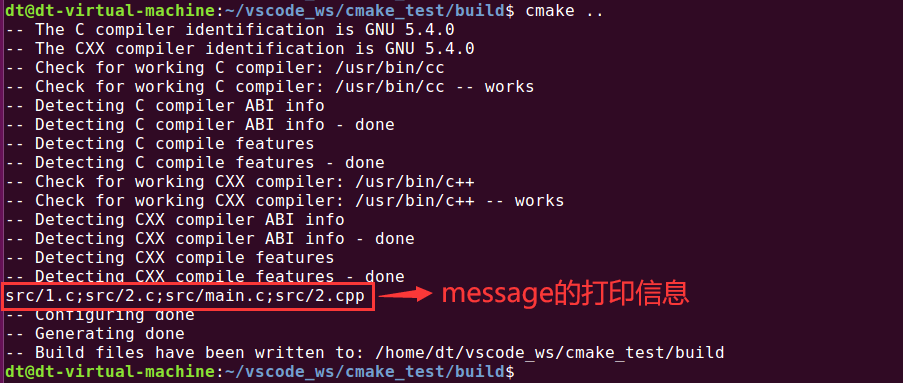 dt@dt-virtual-machine:~/vscode_ws/cmake_test/build$ cmake ..
-- The C compiler identification is GNU 5.4.0
-- The CXX compiler identification is GNU 5.4.0
-- Check for working C compiler: /usr/bin/cc
-- Check for working C compiler: /usr/bin/cc -- works
-- Detecting C compiler ABI info
-- Detecting C compiler ABI info - done
-- Detecting C compile features
-- Detecting C compile features - done
-- Check for working CXX compiler: /usr/bin/c++
-- Check for working CXX compiler: /usr/bin/c++ -- works
-- Detecting CXX compiler ABI info
-- Detecting CXX compiler ABI info - done
-- Detecting CXX compile features
-- Detecting CXX compile features - done
src/1.c;src/2.c;src/main.c;src/2.cpp message的打印信息
-- Configuring done
-- Generating done
-- Build files have been written to: /home/dt/vscode_ws/cmake_test/build
dt@dt-virtual-machine:~/vscode_ws/cmake_test/build$